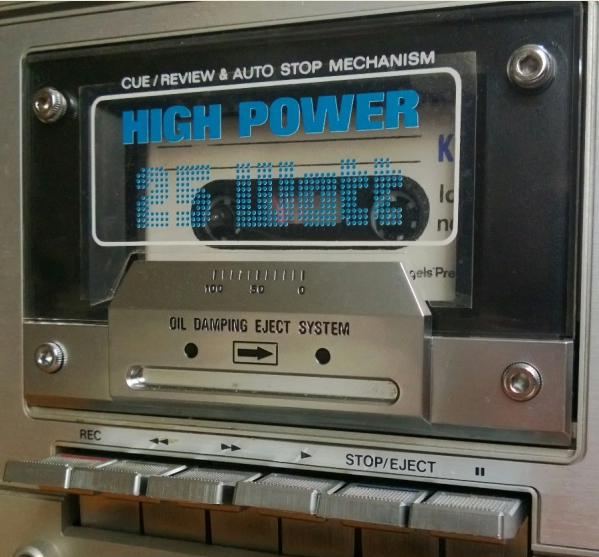 CUE/REVIEW & AUTO STOP MECHANISM
HIGH POWER
25 Watt
K
100 50 0
OIL DAMPING EJECT SYSTEM
REC
STOP/EJECT